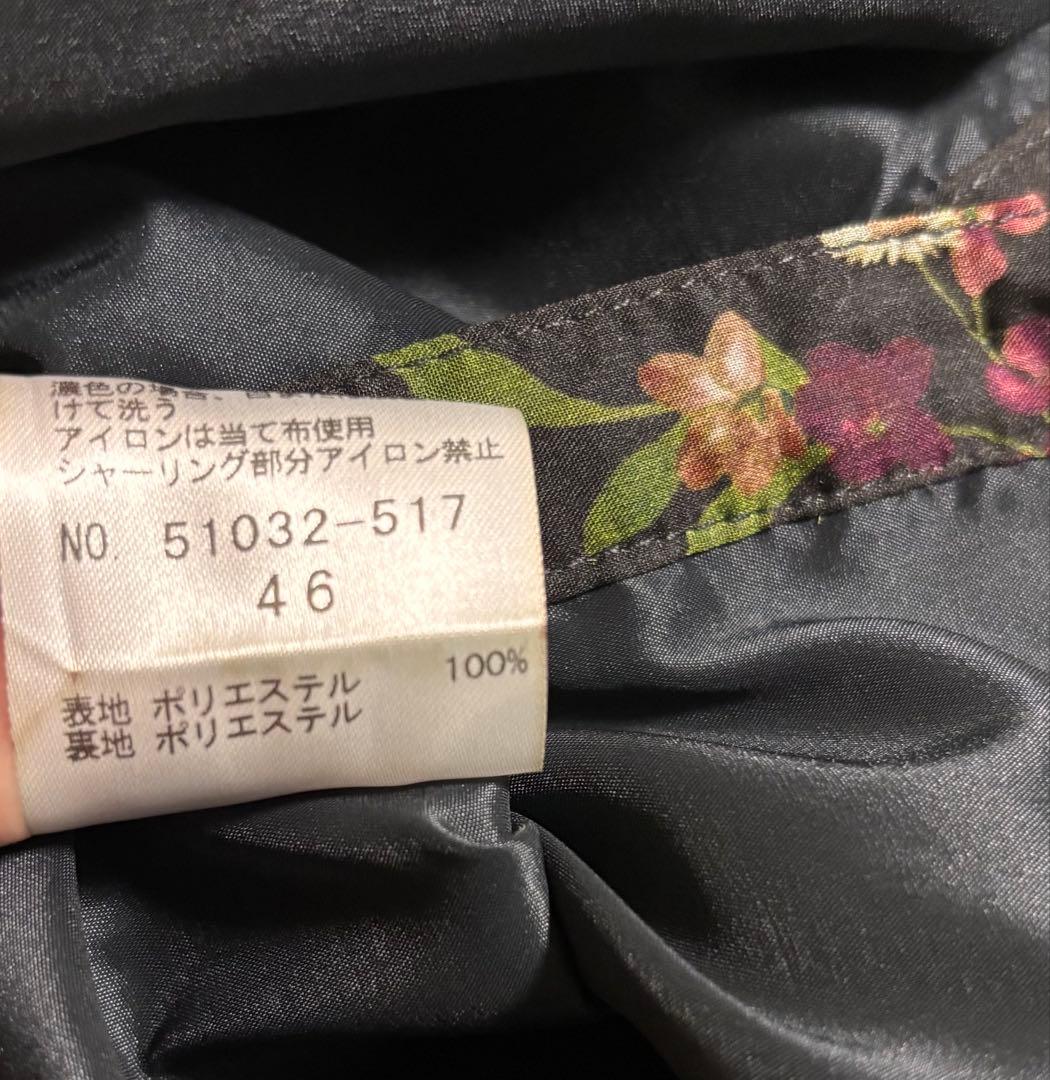 濃色の場合、
けて洗う
アイロンは当て布使用
シャーリング部分アイロン禁止
NO. 51032-517
46
100%
表地 ポリエステル
裏地 ポリエステル